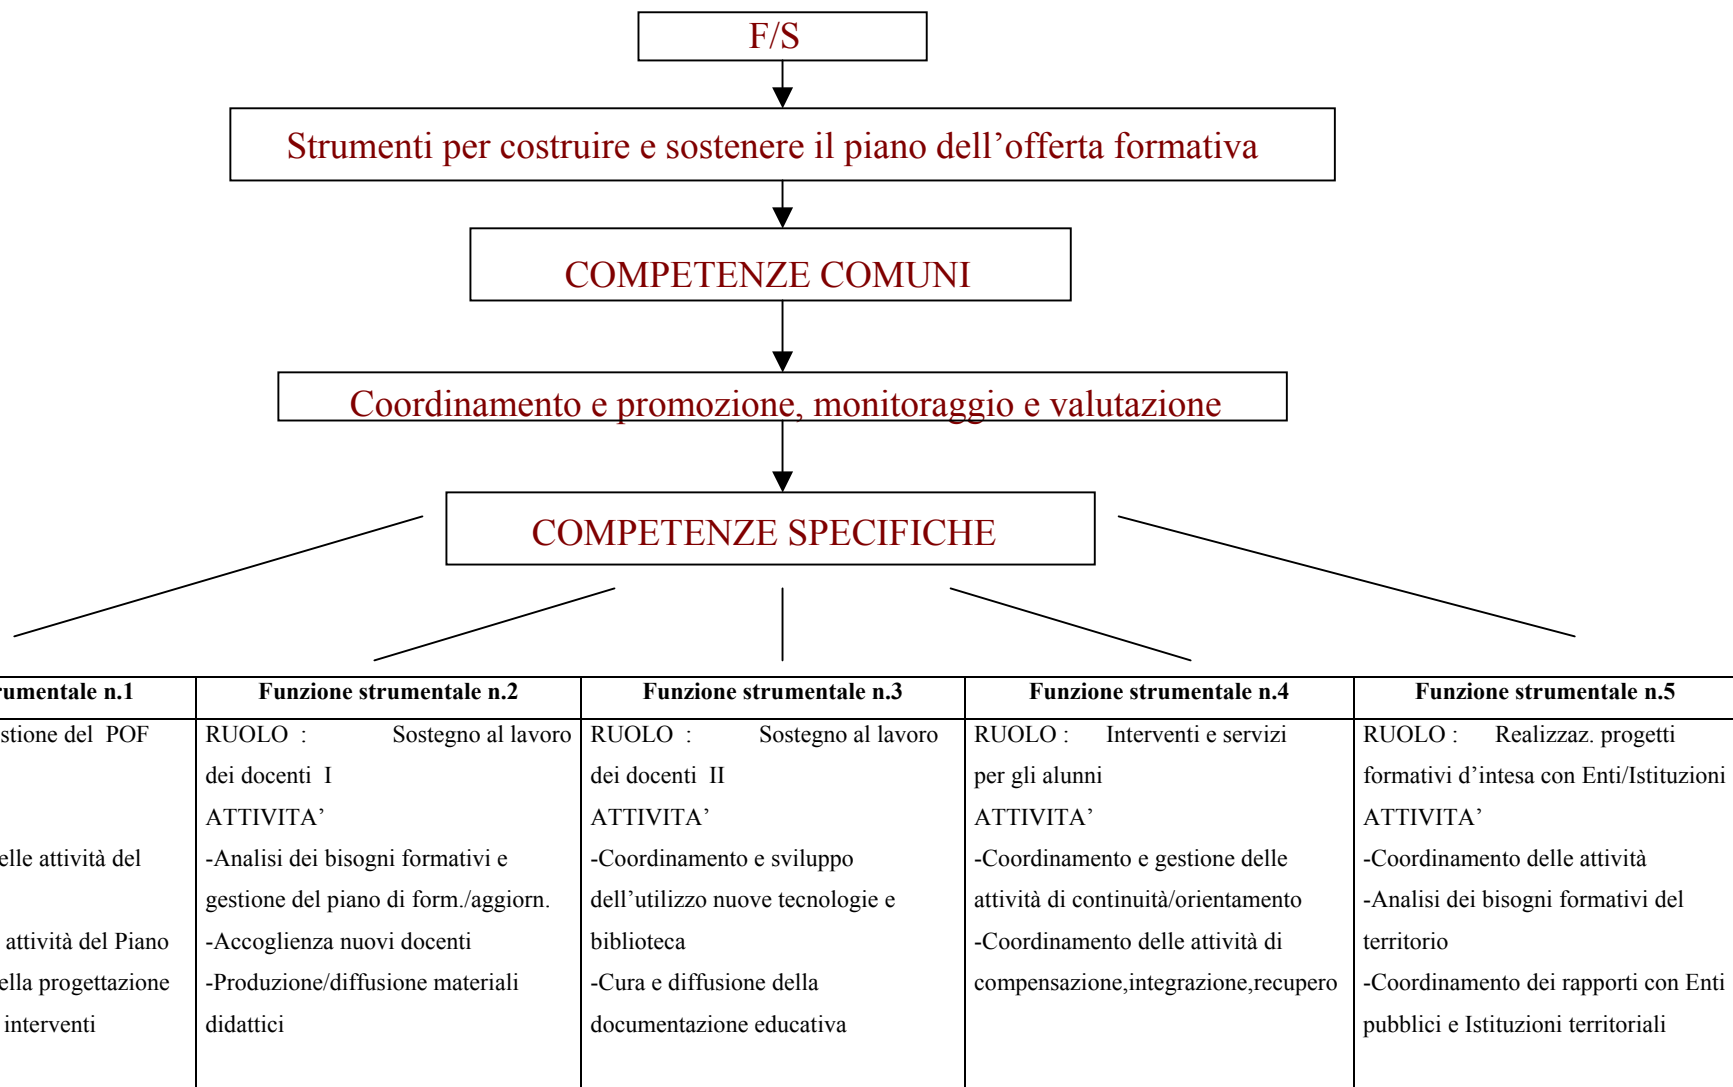 F/S
Strumenti per costruire e sostenere il piano dell’offerta formativa
COMPETENZE COMUNI
Coordinamento e promozione, monitoraggio e valutazione
COMPETENZE SPECIFICHE
n.1
del POF
attività del
attività del Piano
progettazione
interventi
Funzione strumentale n.2
RUOLO : Sostegno al lavoro
dei docenti I
ATTIVITA’
-Analisi dei bisogni formativi e
gestione del piano di form./aggiorn.
-Accoglienza nuovi docenti
-Produzione/diffusione materiali
didattici
Funzione strumentale n.3
RUOLO : Sostegno al lavoro
dei docenti II
ATTIVITA’
-Coordinamento e sviluppo
dell’utilizzo nuove tecnologie e
biblioteca
-Cura e diffusione della
documentazione educativa
Funzione strumentale n.4
RUOLO : Interventi e servizi
per gli alunni
ATTIVITA’
-Coordinamento e gestione delle
attività di continuità/orientamento
-Coordinamento delle attività di
compensazione,integrazione,recupero
Funzione strumentale n.5
RUOLO : Realizzaz. progetti
formativi d’intesa con Enti/Istituzioni
ATTIVITA’
-Coordinamento delle attività
-Analisi dei bisogni formativi del
territorio
-Coordinamento dei rapporti con Enti
pubblici e Istituzioni territoriali